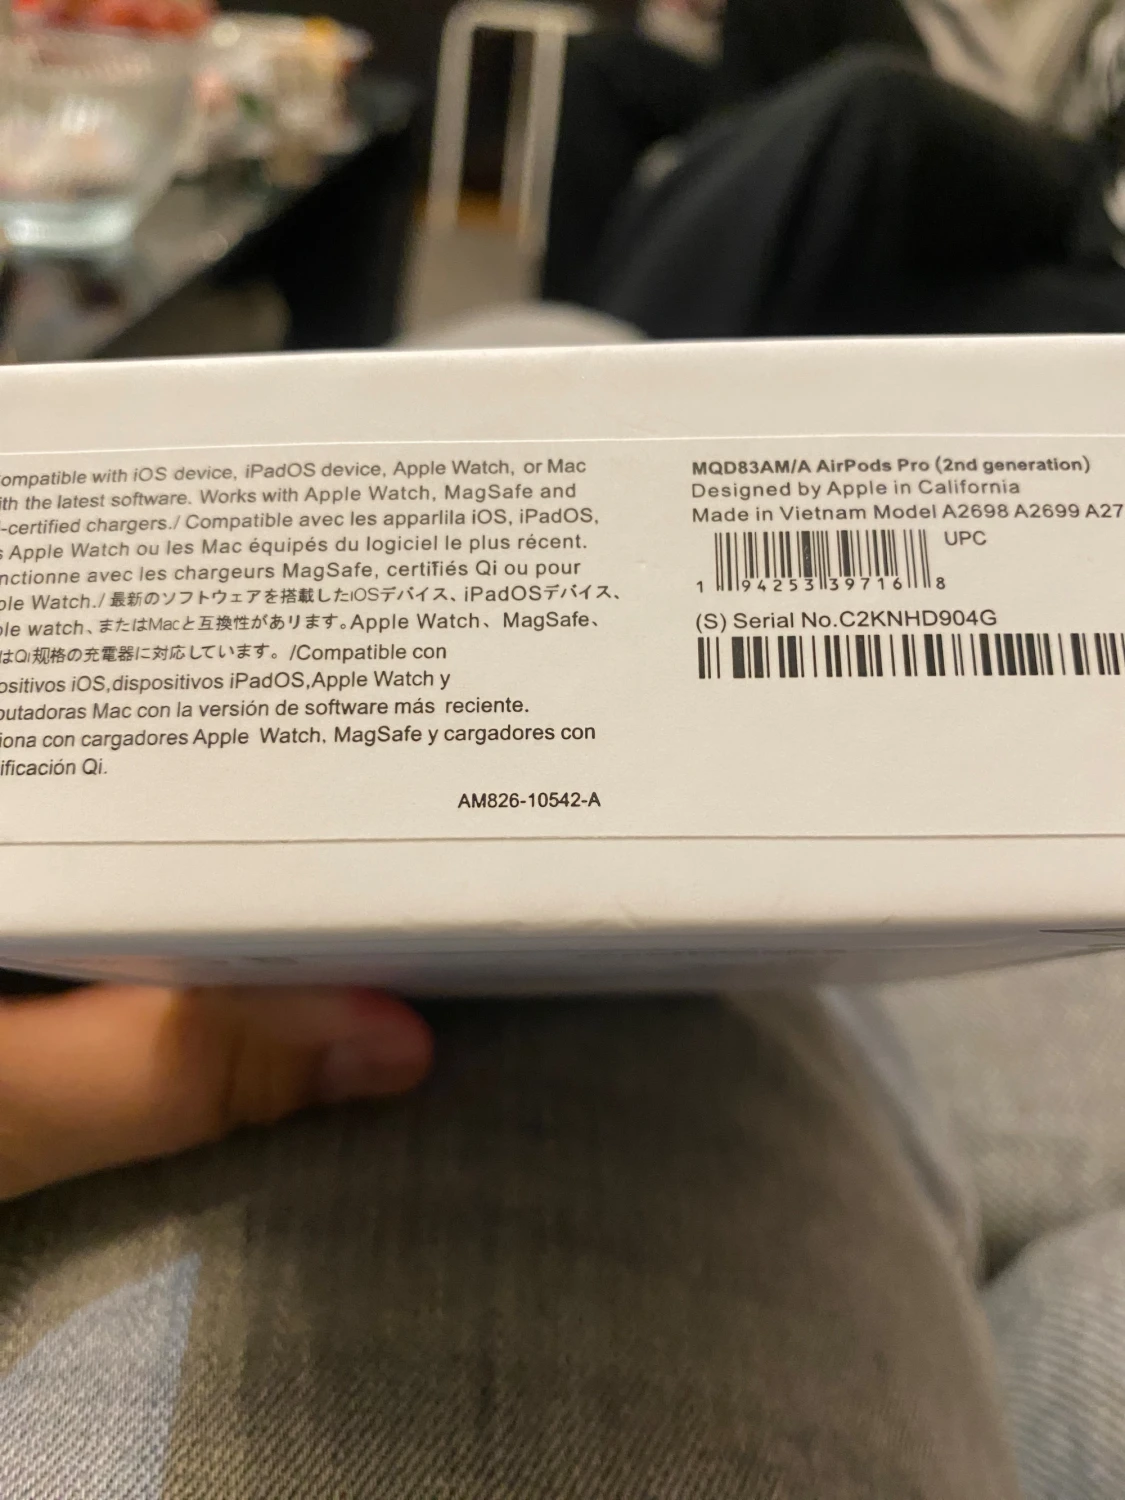 ompatible with iOS device, iPadOS device, Apple Watch, or Mac
ith the latest software. Works with Apple Watch, MagSafe and
-certified chargers./ Compatible avec les apparlila iOS, iPadOS,
s Apple Watch ou les Mac équipés du logiciel le plus récent.
nctionne avec les chargeurs MagSafe, certifiés Qi ou pour
ple Watch./ 最新のソフトウェアを搭載したiOSデバイス、iPadOSデバイス、
ple watch、またはMacと互換性があリます。Apple Watch、MagSafe、
はQi规格の充電器に対応しています。/Compatible con
ositivos iOS,dispositivos iPadOS,Apple Watch y
outadoras Mac con la versión de software más reciente.
iona con cargadores Apple Watch, MagSafe y cargadores con
ificación Qi.
AM826-10542-A
MQD83AM/A AirPods Pro (2nd generation)
Designed by Apple in California
Made in Vietnam Model A2698 A2699 A27
UPC
1 94253 39716 8
(S) Serial No.C2KNHD904G